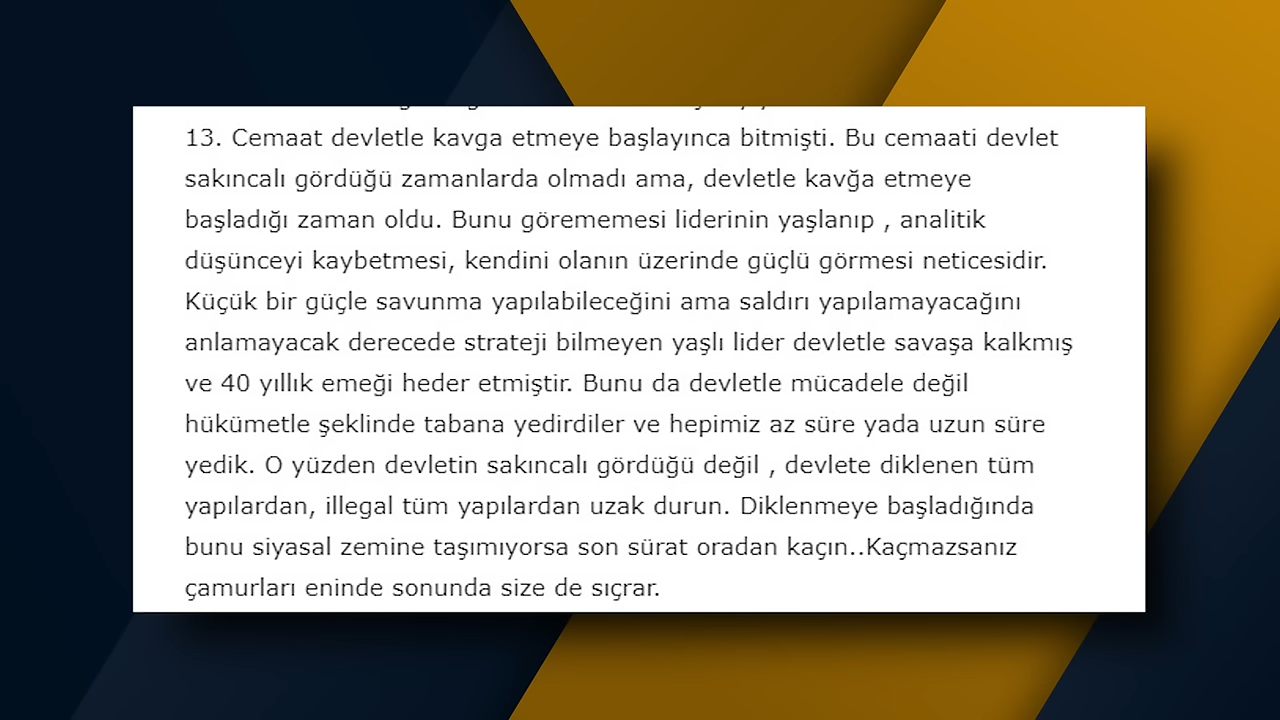 13. Cemaat devletle kavga etmeye başlayınca bitmişti. Bu cemaati devlet
sakıncalı gördüğü zamanlarda olmadı ama, devletle kavğa etmeye
başladığı zaman oldu. Bunu görememesi liderinin yaşlanıp , analitik
düşünceyi kaybetmesi, kendini olanın üzerinde güçlü görmesi neticesidir.
Küçük bir güçle savunma yapılabileceğini ama saldırı yapılamayacağını
anlamayacak derecede strateji bilmeyen yaşlı lider devletle savaşa kalkmış
ve 40 yıllık emeği heder etmiştir. Bunu da devletle mücadele değil
hükümetle şeklinde tabana yedirdiler ve hepimiz az süre yada uzun süre
yedik. O yüzden devletin sakıncalı gördüğü değil , devlete diklenen tüm
yapılardan, illegal tüm yapılardan uzak durun. Diklenmeye başladığında
bunu siyasal zemine taşımıyorsa son sürat oradan kaçın..Kaçmazsanız
çamurları eninde sonunda size de sıçrar.